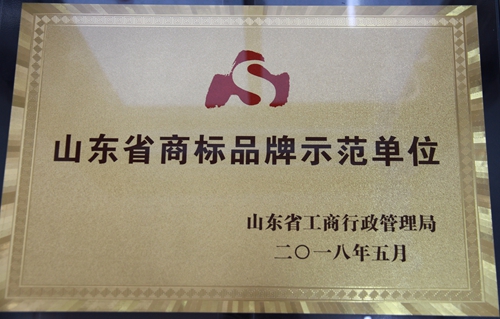 山东省商标品牌示范单位
山东省工商行政管理局
二〇一八年五月